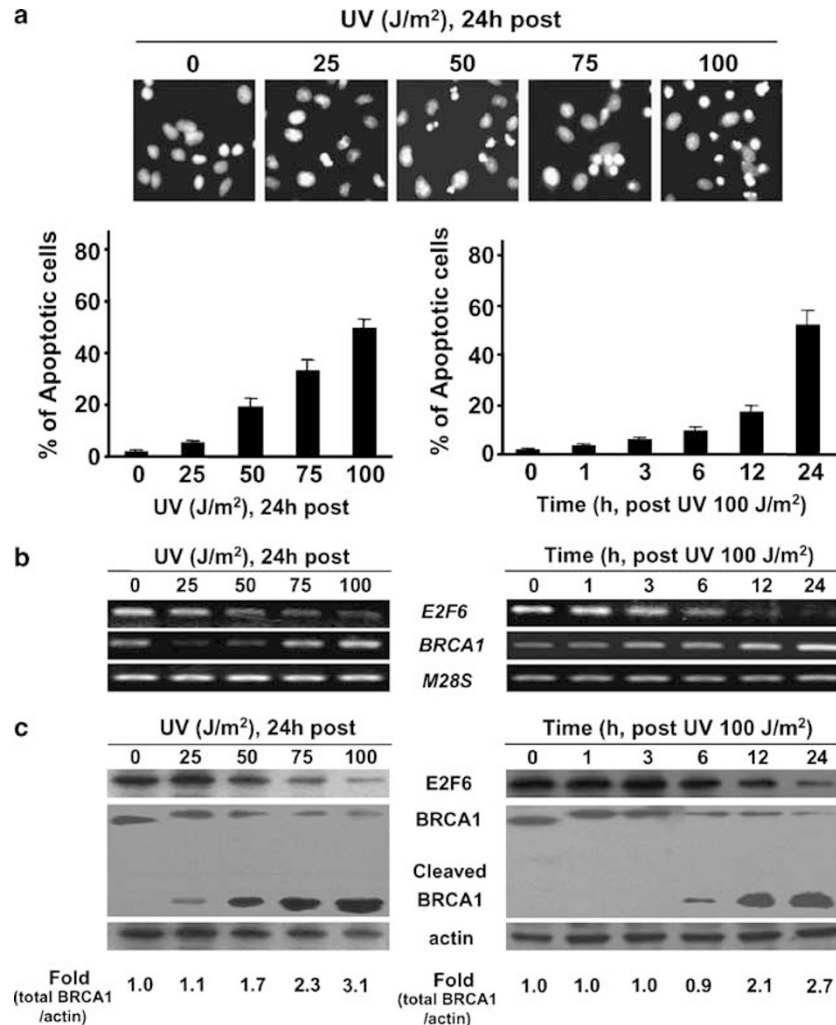 a
UV (J/m²), 24h post
0 25 50 75 100
% of Apoptotic cells
80
60
40
20
0
0 25 50 75 100
UV (J/m²), 24h post
% of Apoptotic cells
80
60
40
20
0
0 1 3 6 12 24
Time (h, post UV 100 J/m²)
b
UV (J/m²), 24h post
0 25 50 75 100
Time (h, post UV 100 J/m²)
0 1 3 6 12 24
E2F6
BRCA1
M28S
c
UV (J/m²), 24h post
0 25 50 75 100
Time (h, post UV 100 J/m²)
0 1 3 6 12 24
E2F6
BRCA1
Cleaved
BRCA1
actin
Fold
(total BRCA1
/actin)
1.0 1.1 1.7 2.3 3.1
Fold
(total BRCA1
/actin)
1.0 1.0 1.0 0.9 2.1 2.7